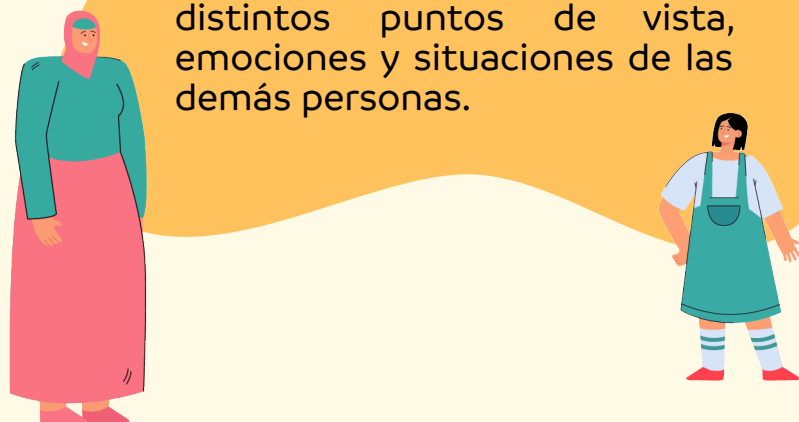 distintos puntos de vista,
emociones y situaciones de las
demás personas.